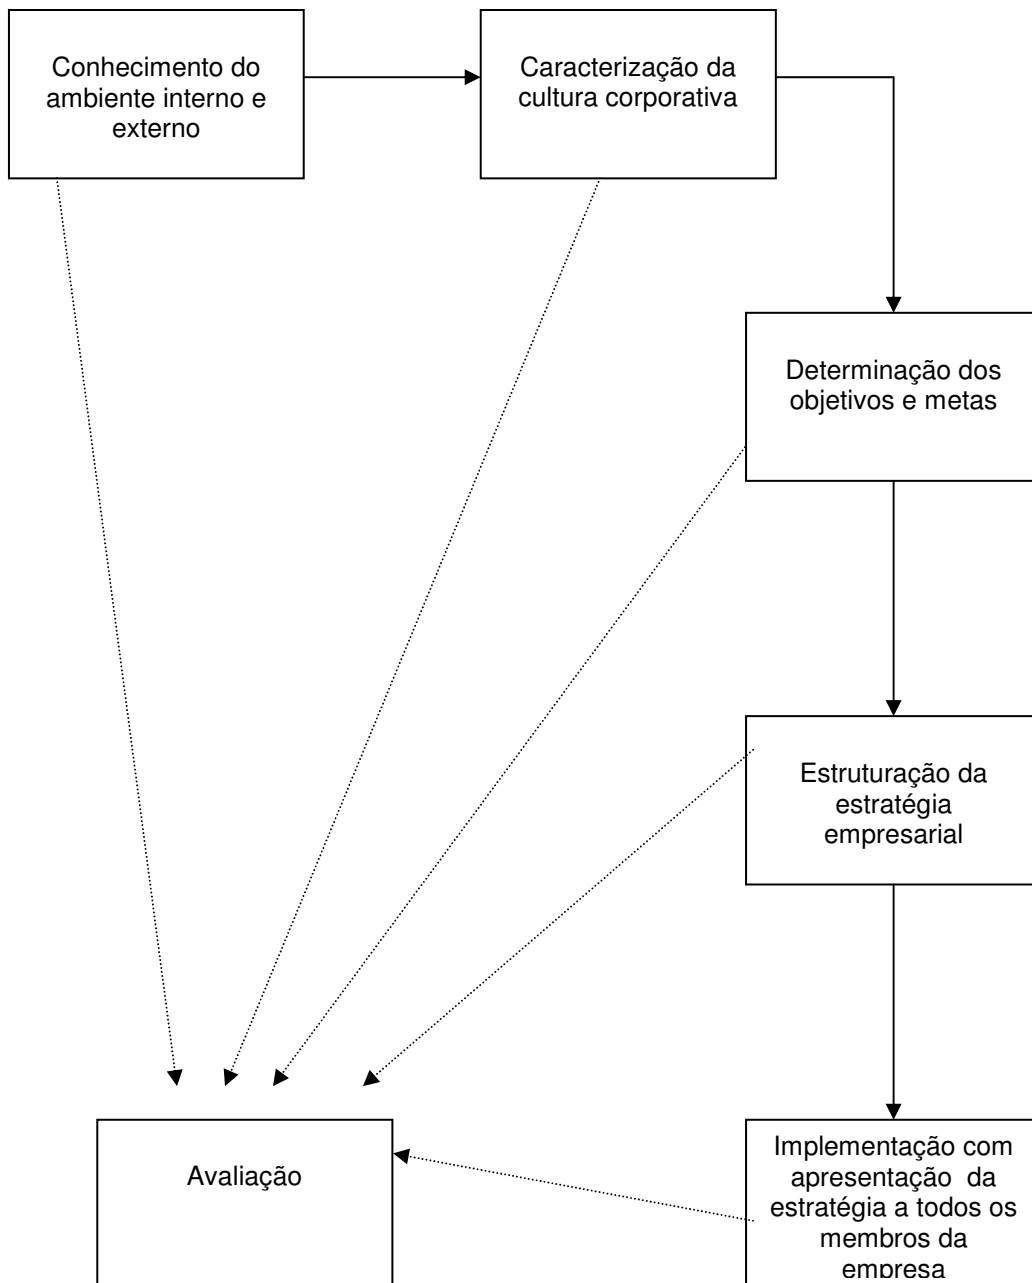 Conhecimento do
ambiente interno e
externo
Caracterização da
cultura corporativa
Determinação dos
objetivos e metas
Estruturação da
estratégia
empresarial
Avaliação
Implementação com
apresentação  da
estratégia a todos os
membros da
empresa